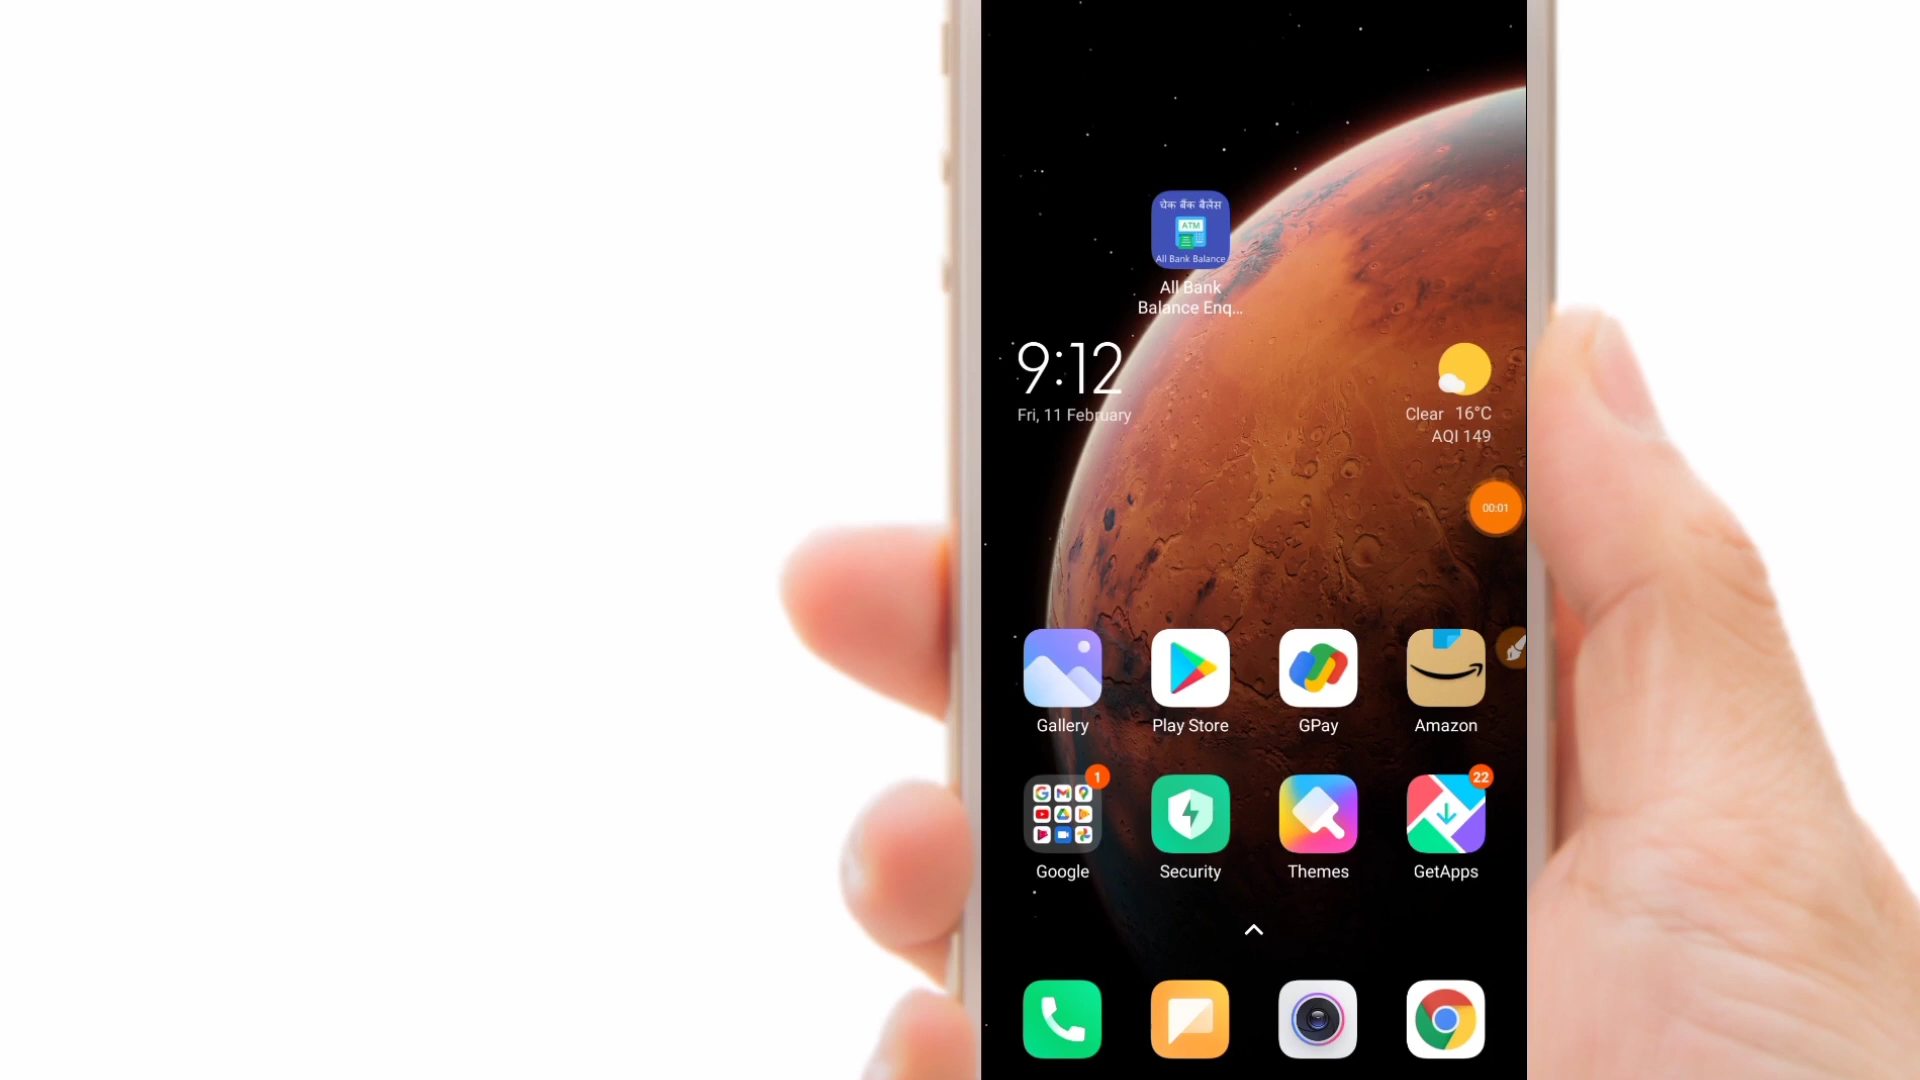 चेक बैंक बैलेंस
ATM
All Bank Balance
All Bank
Balance Enq...
9:12
Fri, 11 February
Clear 16°C
AQI 149
00:01
Gallery
Play Store
GPay
Amazon
1
22
Google
Security
Themes
GetApps